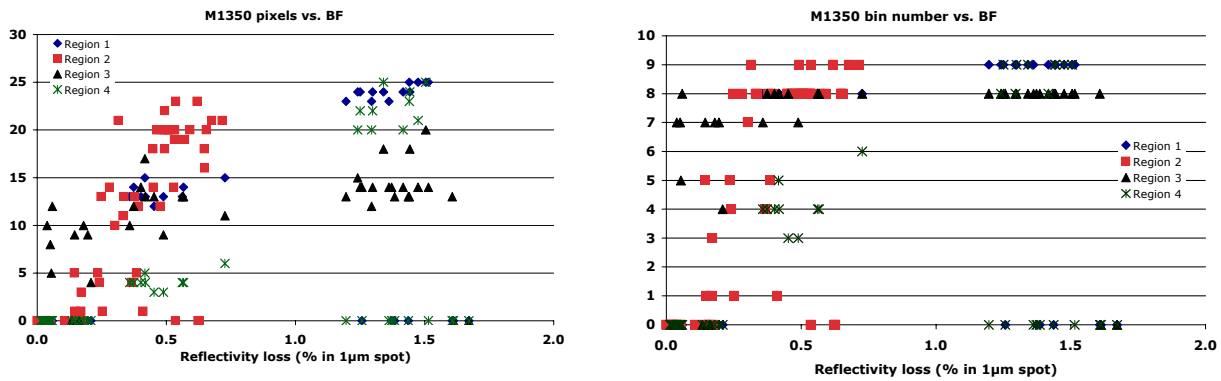 M1350 pixels vs. BF
30
25
20
15
10
5
0
Region 1
Region 2
Region 3
Region 4
0.0 0.5 1.0 1.5 2.0
Reflectivity loss (% in 1µm spot)
M1350 bin number vs. BF
10
9
8
7
6
5
4
3
2
1
0
Region 1
Region 2
Region 3
Region 4
0.0 0.5 1.0 1.5 2.0
Reflectivity loss (% in 1µm spot)